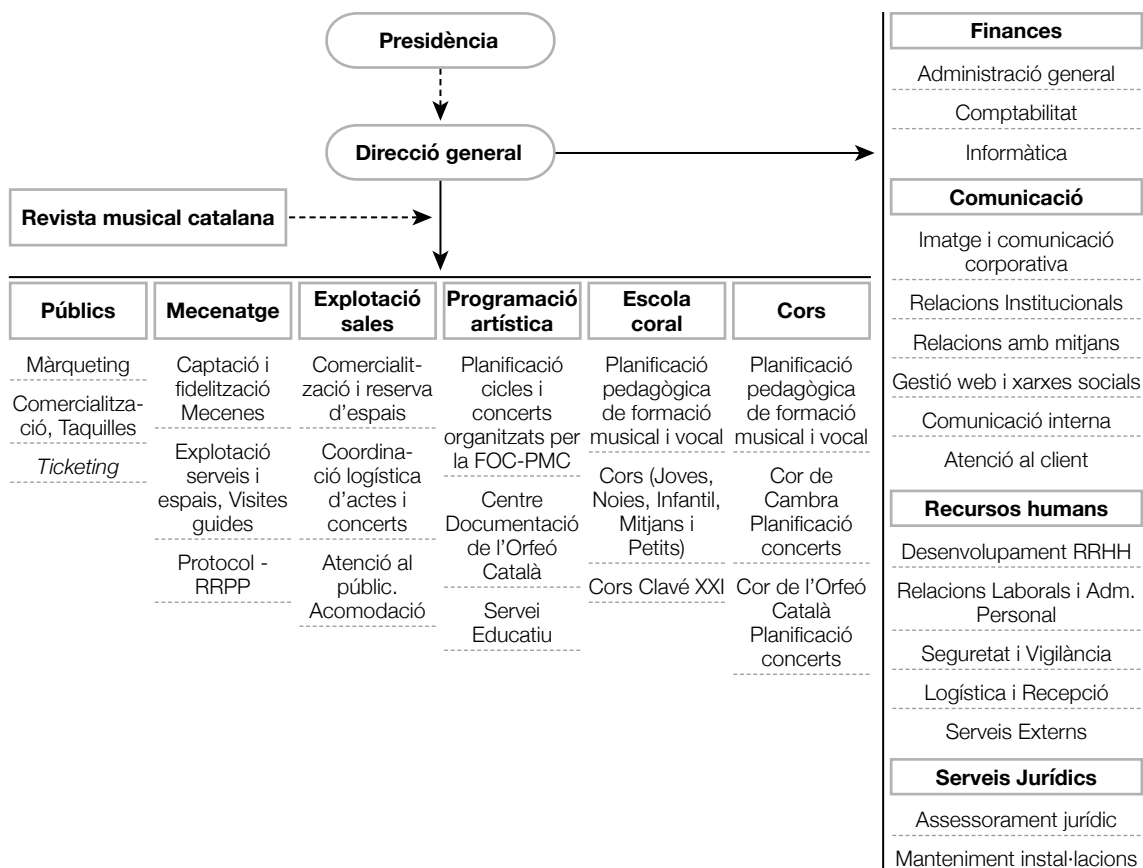 Presidència
Direcció general
Revista musical catalana
Públics
Màrqueting
Comercialitza-
ció, Taquilles
Ticketing
Mecenatge
Captació i
fidelització
Mecenes
Explotació
serveis i
espais, Visites
guides
Protocol -
RRPP
Explotació
sales
Comercialit-
zació i reserva
d’espais
Coordina-
ció logística
d’actes i
concerts
Atenció al
públic.
Acomodació
Programació
artística
Planificació
cicles i
concerts
organitzats per
la FOC-PMC
Centre
Documentació
de l’Orfeó
Català
Servei
Educatiu
Escola
coral
Planificació
pedagògica
de formació
musical i vocal
Cors (Joves,
Noies, Infantil,
Mitjans i
Petits)
Cors Clavé XXI
Cors
Planificació
pedagògica
de formació
musical i vocal
Cor de
Cambra
Planificació
concerts
Cor de l’Orfeó
Català
Planificació
concerts
Finances
Administració general
Comptabilitat
Informàtica
Comunicació
Imatge i comunicació
corporativa
Relacions Institucionals
Relacions amb mitjans
Gestió web i xarxes socials
Comunicació interna
Atenció al client
Recursos humans
Desenvolupament RRHH
Relacions Laborals i Adm.
Personal
Seguretat i Vigilància
Logística i Recepció
Serveis Externs
Serveis Jurídics
Assessorament jurídic
Manteniment instal·lacions